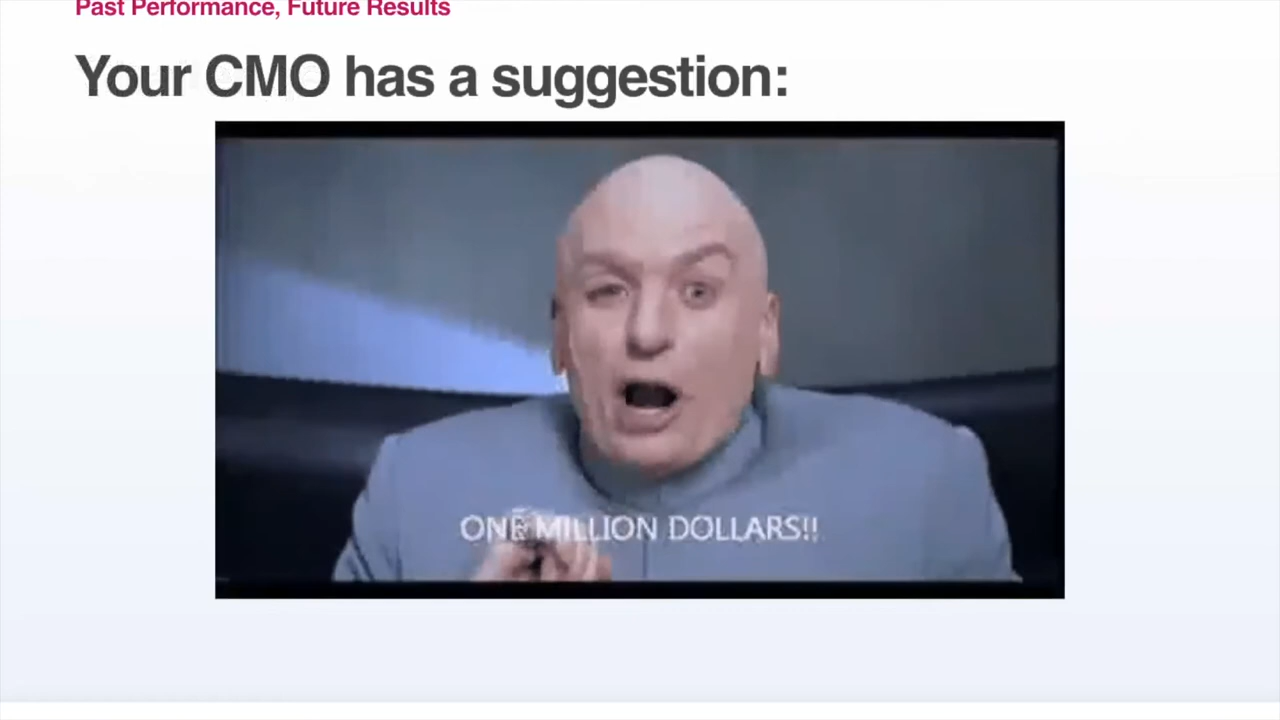 Past Performance, Future Results
Your CMO has a suggestion:
ONE MILLION DOLLARS!!